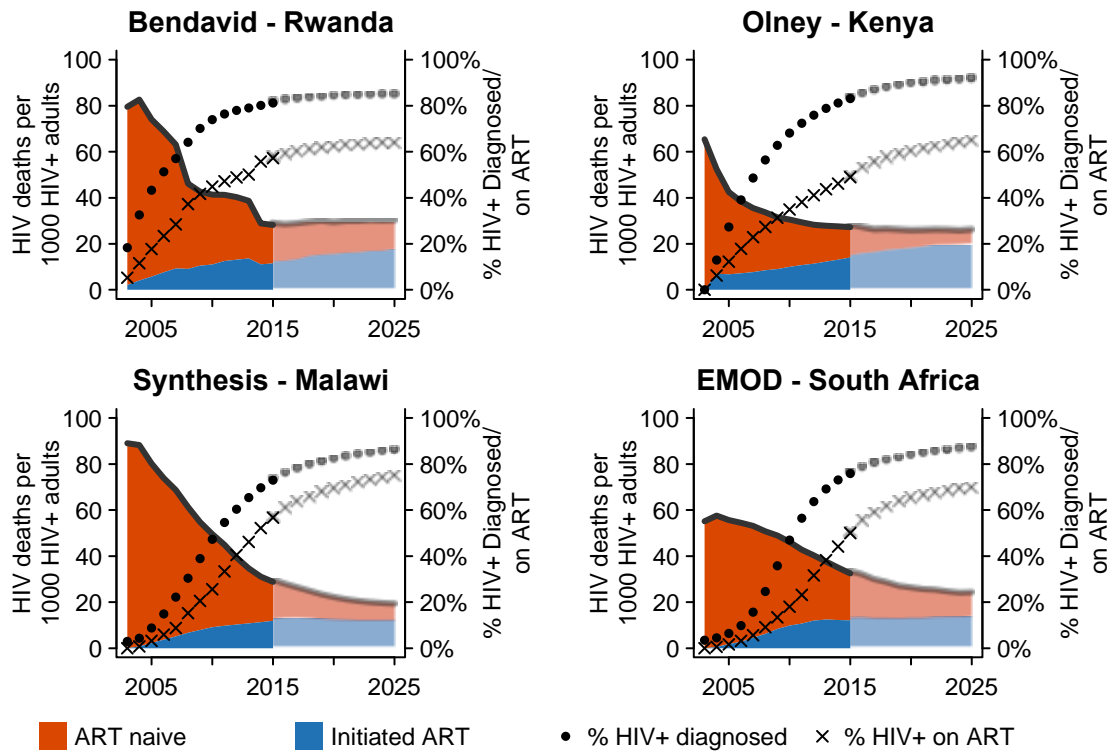 Bendavid - Rwanda
HIV deaths per
1000 HIV+ adults
100
80
60
40
20
0
100%
80%
60%
40%
20%
0%
% HIV+ Diagnosed/
on ART
2005 2015 2025
Olney - Kenya
HIV deaths per
1000 HIV+ adults
100
80
60
40
20
0
100%
80%
60%
40%
20%
0%
% HIV+ Diagnosed/
on ART
2005 2015 2025
Synthesis - Malawi
HIV deaths per
1000 HIV+ adults
100
80
60
40
20
0
100%
80%
60%
40%
20%
0%
% HIV+ Diagnosed/
on ART
2005 2015 2025
EMOD - South Africa
HIV deaths per
1000 HIV+ adults
100
80
60
40
20
0
100%
80%
60%
40%
20%
0%
% HIV+ Diagnosed/
on ART
2005 2015 2025
ART naive Initiated ART % HIV+ diagnosed % HIV+ on ART